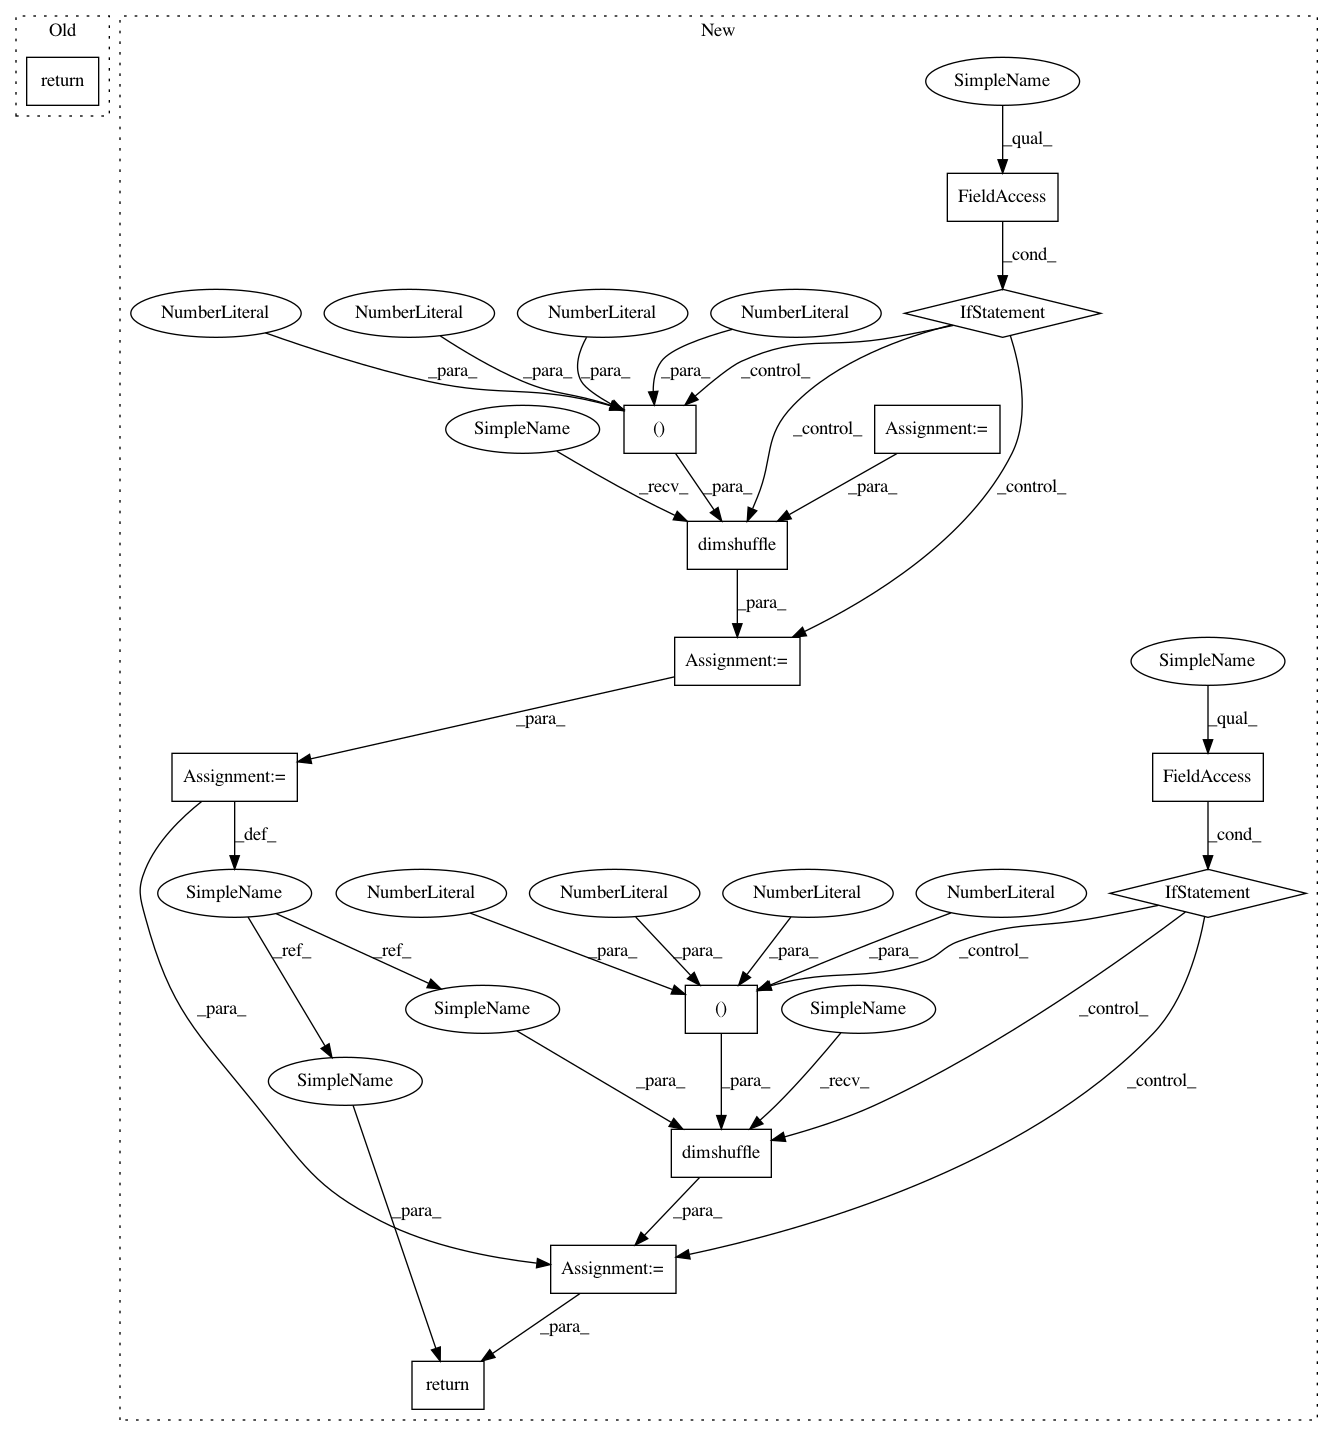 Old
New
return
SimpleName
_qual_
FieldAccess
_cond_
NumberLiteral
NumberLiteral
NumberLiteral
NumberLiteral
IfStatement
_para_
_para_
_para_
_para_
_control_
SimpleName
()
_control_
Assignment:=
_recv_
_para_
_para_
_control_
dimshuffle
_para_
Assignment:=
SimpleName
_para_
_qual_
Assignment:=
FieldAccess
_def_
_cond_
SimpleName
NumberLiteral
NumberLiteral
NumberLiteral
NumberLiteral
IfStatement
_ref_
_ref_
_para_
_para_
_para_
_para_
_control_
_para_
SimpleName
()
SimpleName
_control_
SimpleName
_para_
_para_
_recv_
_control_
dimshuffle
_para_
_para_
Assignment:=
_para_
return